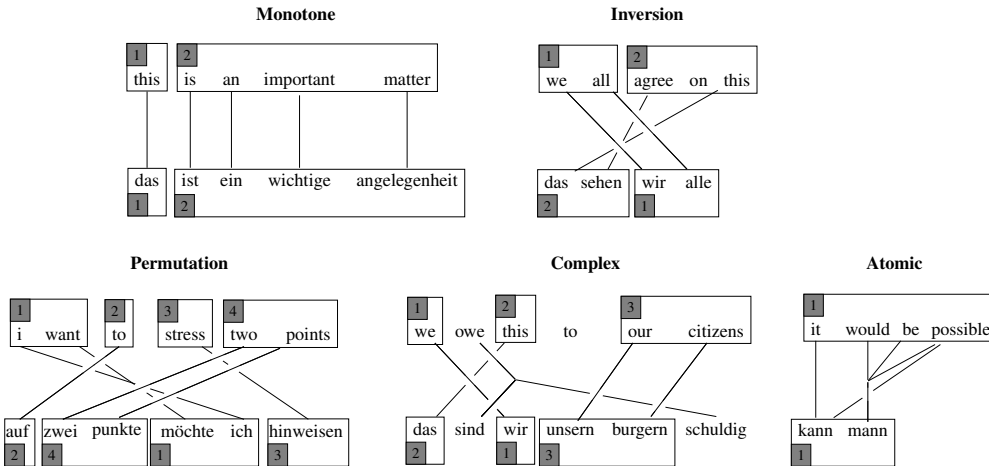 Monotone Inversion
1 2 1 2
this is an important matter we all agree on this
das ist ein wichtige angelegenheit das sehen wir alle
1 2 2 1
Permutation Complex Atomic
1 2 3 4 1 2 3 1
i want to stress two points we owe this to our citizens it would be possible
auf zwei punkte möchte ich hinweisen das sind wir unsern burgern schuldig kann mann
2 4 1 3 2 1 3 1